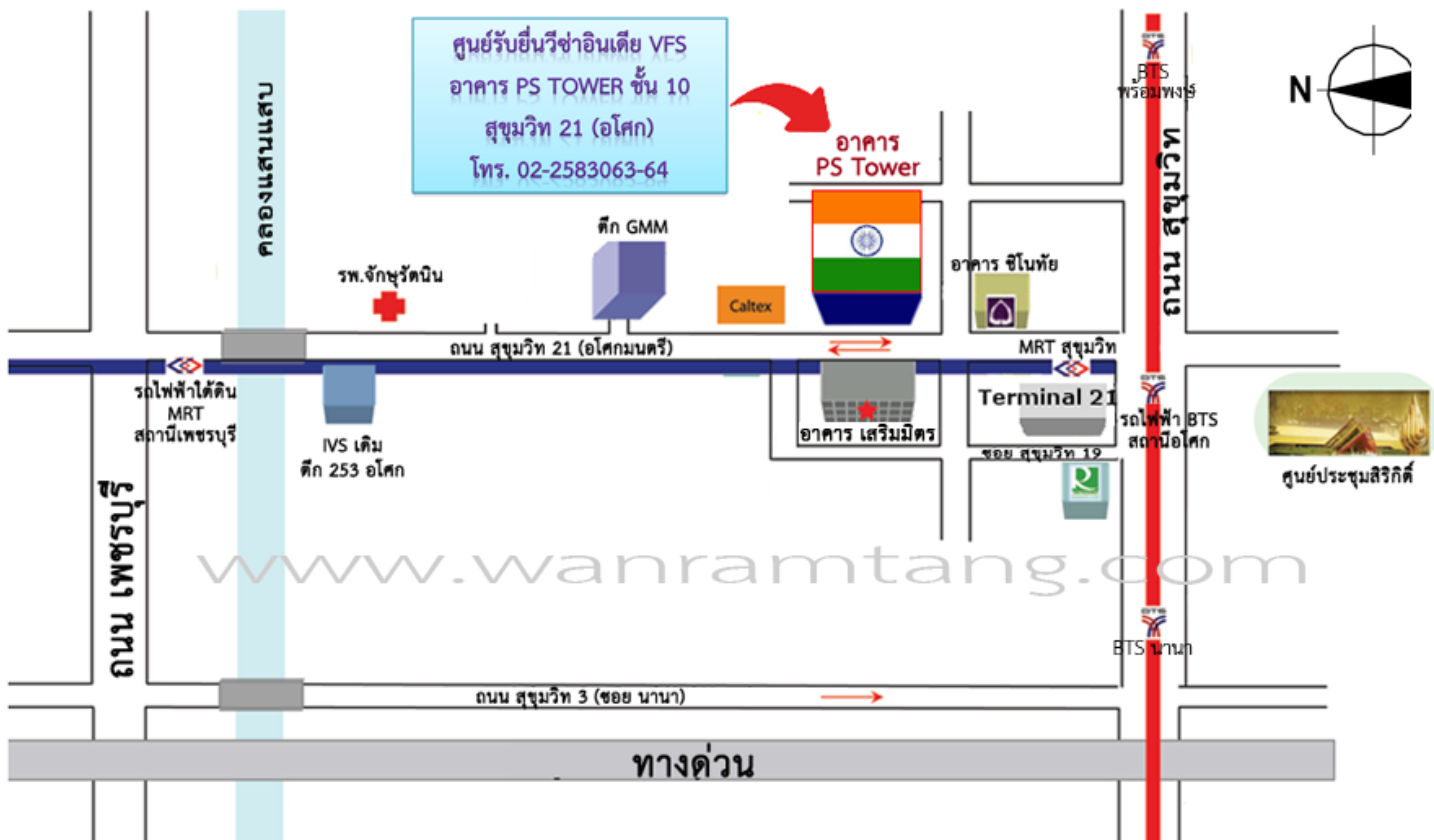 ศูนย์รับยื่นวีซ่าอินเดีย VFS
อาคาร PS TOWER ชั้น 10
สุขุมวิท 21 (อโศก)
โทร. 02-2583063-64
BTS
BTS
พร้อมพงษ์
N
คลองแสนแสบ
ถนน สุขุมวิท
อาคาร
PS Tower
ตึก GMM
รพ.จักษุรัตนิน
อาคาร ชิโนทัย
Caltex
ถนน สุขุมวิท 21 (อโศกมนตรี)
MRT สุขุมวิท
รถไฟฟ้าใต้ดิน
MRT
สถานีเพชรบุรี
Terminal 21
BTS
รถไฟฟ้า BTS
สถานีอโศก
อาคาร เสริมมิตร
IVS เดิม
ตึก 253 อโศก
ซอย สุขุมวิท 19
R
ศูนย์ประชุมสิริกิติ์
ถนน เพชรบุรี
www.wanramtang.com
BTS
BTS นานา
ถนน สุขุมวิท 3 (ซอย นานา)
ทางด่วน